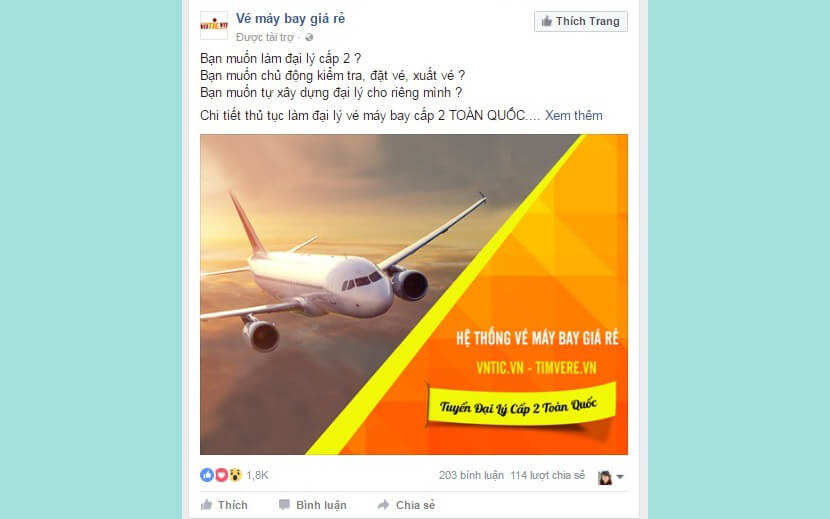 Vé máy bay giá rẻ
Thích Trang
Được tài trợ ·
Bạn muốn làm đại lý cấp 2 ?
Bạn muốn chủ động kiểm tra, đặt vé, xuất vé ?
Bạn muốn tự xây dựng đại lý cho riêng mình ?
Chi tiết thủ tục làm đại lý vé máy bay cấp 2 TOÀN QUỐC.... Xem thêm
HỆ THỐNG VÉ MÁY BAY GIÁ RẺ
VNTIC.VN - TIMVERE.VN
Tuyển Đại Lý Cấp 2 Toàn Quốc
1,8K
203 bình luận 114 lượt chia sẻ
Thích Bình luận Chia sẻ